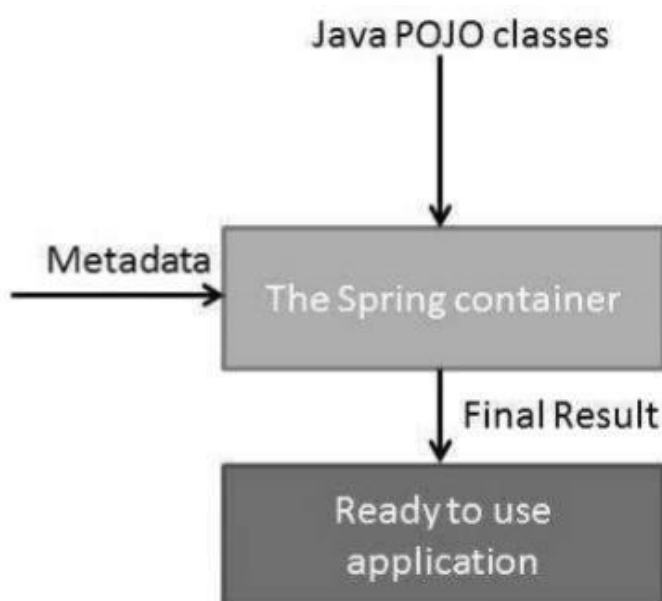 Java POJO classes
Metadata
The Spring container
Final Result
Ready to use
application